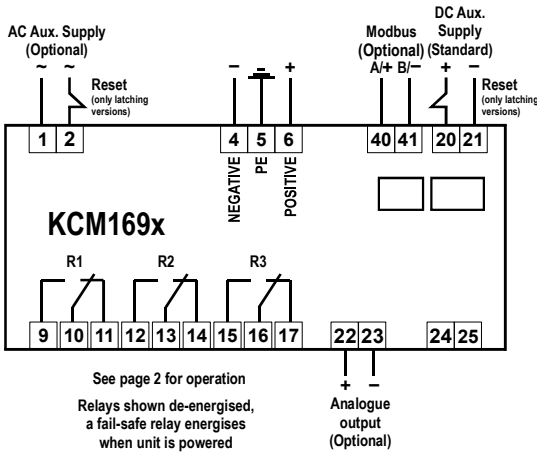 AC Aux. Supply
(Optional)
~ ~
Reset
(only latching
versions)
− +
Modbus
(Optional)
A/+ B/−
DC Aux.
Supply
(Standard)
+ −
Reset
(only latching
versions)
1 2 4 5 6 40 41 20 21
NEGATIVE
PE
POSITIVE
KCM169x
R1 R2 R3
9 10 11 12 13 14 15 16 17 22 23 24 25
+ −
See page 2 for operation
Relays shown de-energised,
a fail-safe relay energises
when unit is powered
Analogue
output
(Optional)